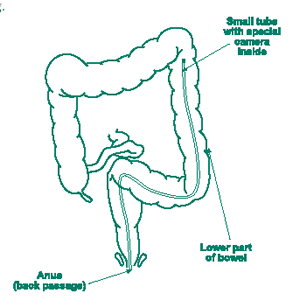 Small tube
with special
camera
inside
Lower part
of bowel
Anus
(back passage)